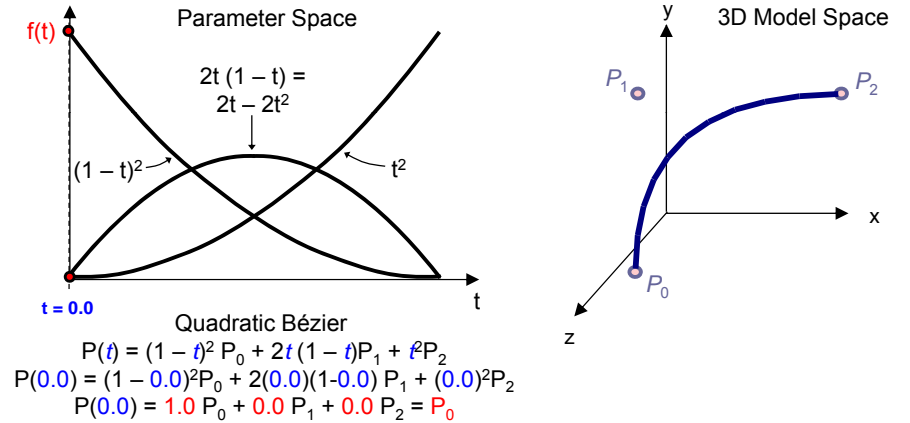 Parameter Space
f(t)
2t (1 – t) =
2t – 2t²
(1 – t)²
t²
t
t = 0.0
3D Model Space
y
P₁
P₂
x
P₀
z
Quadratic Bézier
P(t) = (1 – t)² P₀ + 2t (1 – t)P₁ + t²P₂
P(0.0) = (1 – 0.0)²P₀ + 2(0.0)(1-0.0) P₁ + (0.0)²P₂
P(0.0) = 1.0 P₀ + 0.0 P₁ + 0.0 P₂ = P₀